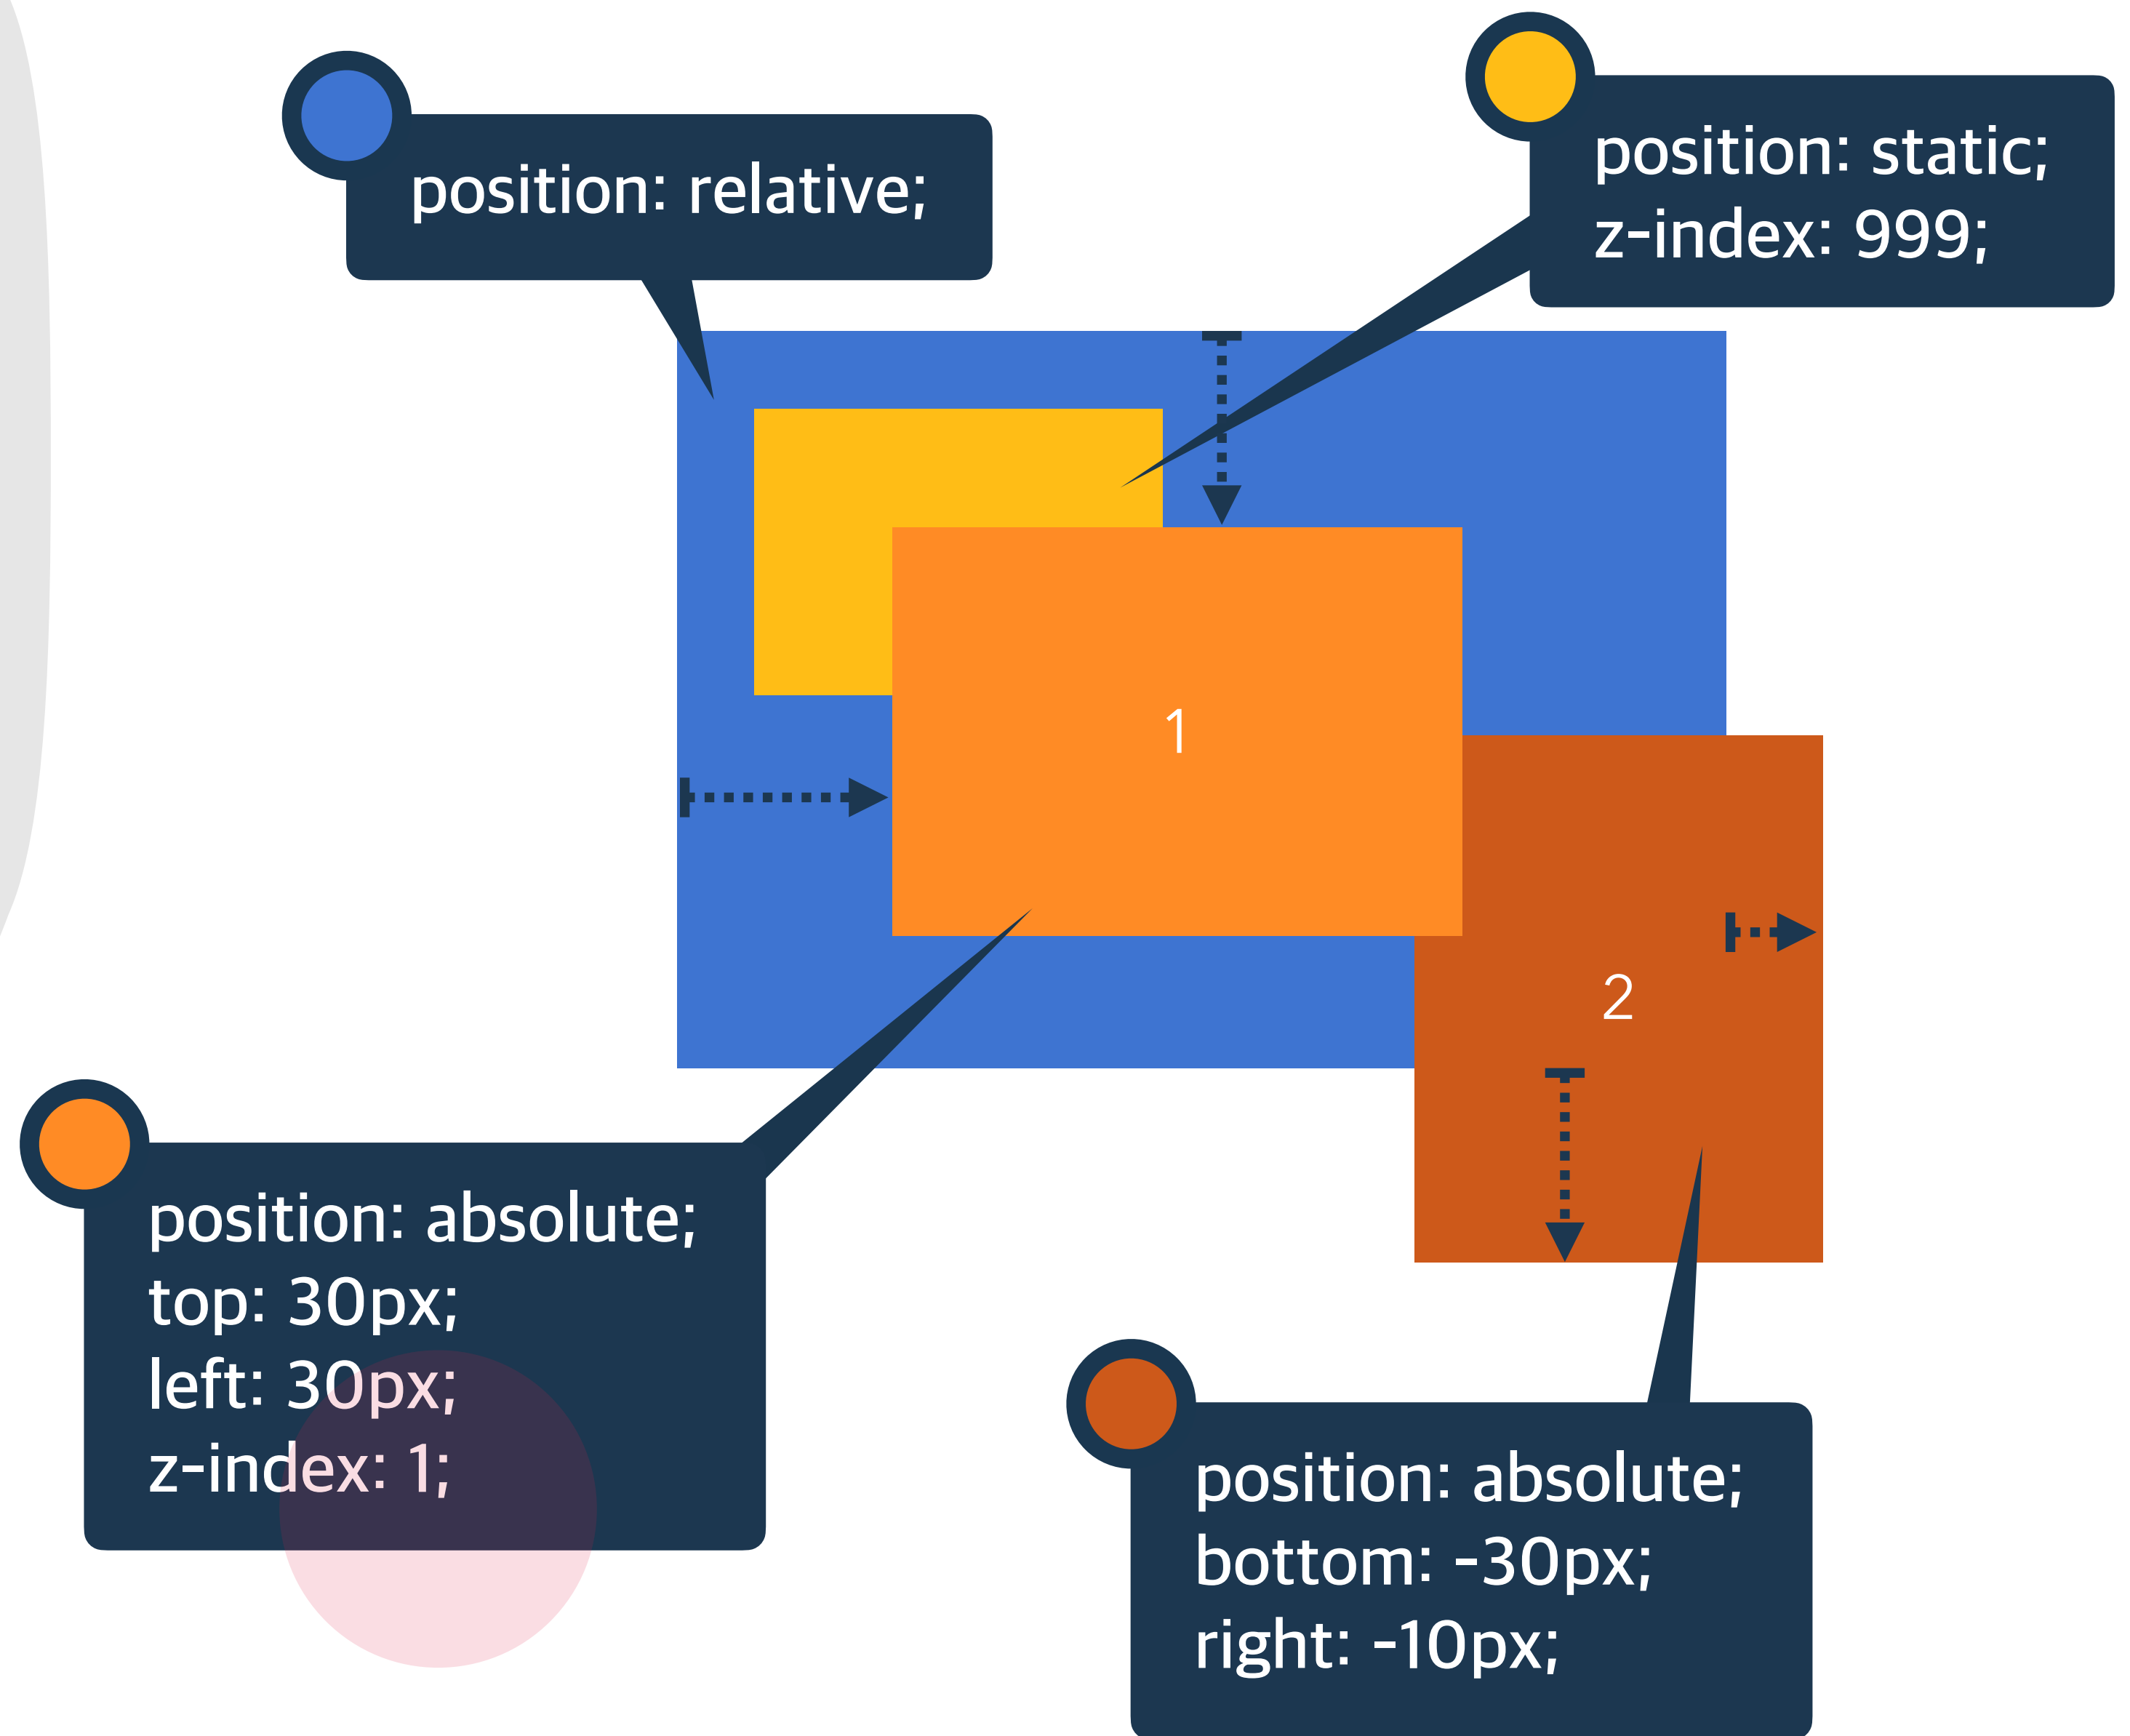 position: relative;
position: static;
z-index: 999;
1
2
position: absolute;
top: 30px;
left: 30px;
z-index: 1;
position: absolute;
bottom: -30px;
right: -10px;